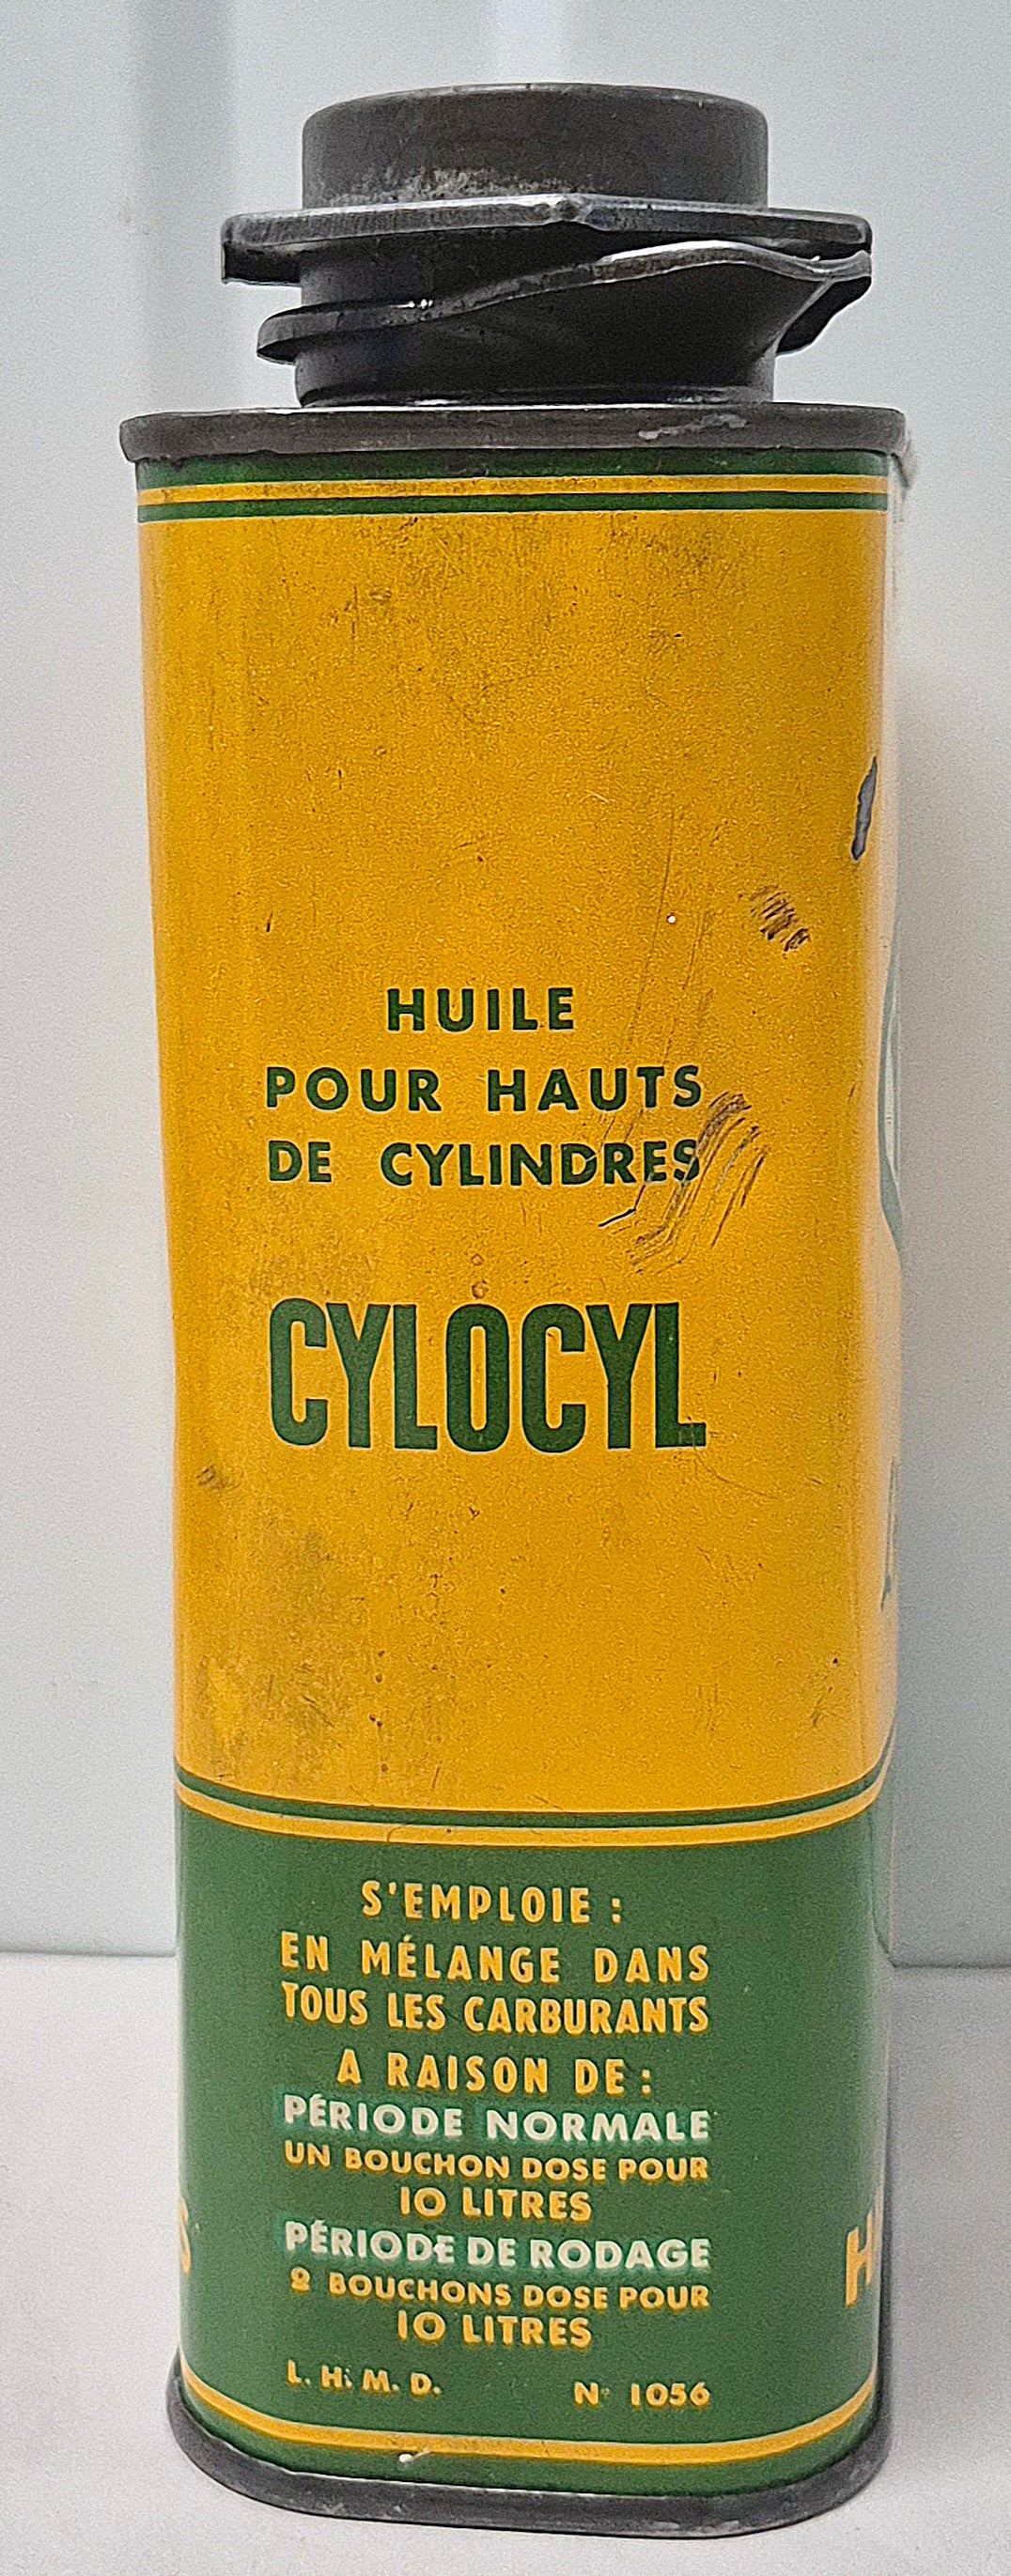 HUILE
POUR HAUTS
DE CYLINDRES
CYLOCYL
S'EMPLOIE :
EN MÉLANGE DANS
TOUS LES CARBURANTS
A RAISON DE :
PÉRIODE NORMALE
UN BOUCHON DOSE POUR
10 LITRES
PÉRIODE DE RODAGE
2 BOUCHONS DOSE POUR
10 LITRES
L. H. M. D. N° 1056